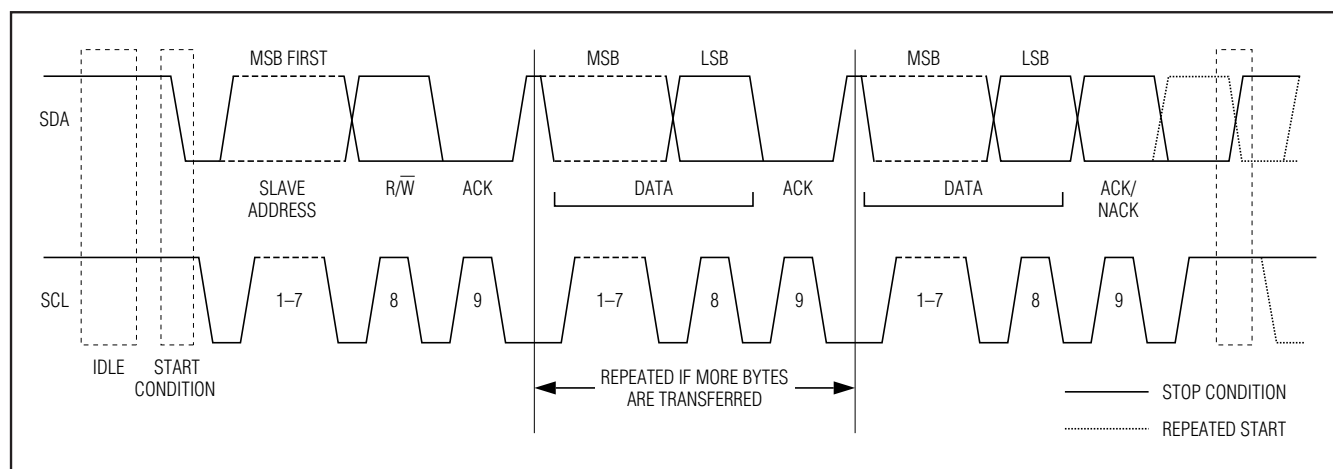 MSB FIRST
MSB
LSB
MSB
LSB
SDA
SLAVE
ADDRESS
R/W̅
ACK
DATA
ACK
DATA
ACK/
NACK
SCL
1–7
8
9
1–7
8
9
1–7
8
9
IDLE
START
CONDITION
REPEATED IF MORE BYTES
ARE TRANSFERRED
STOP CONDITION
REPEATED START